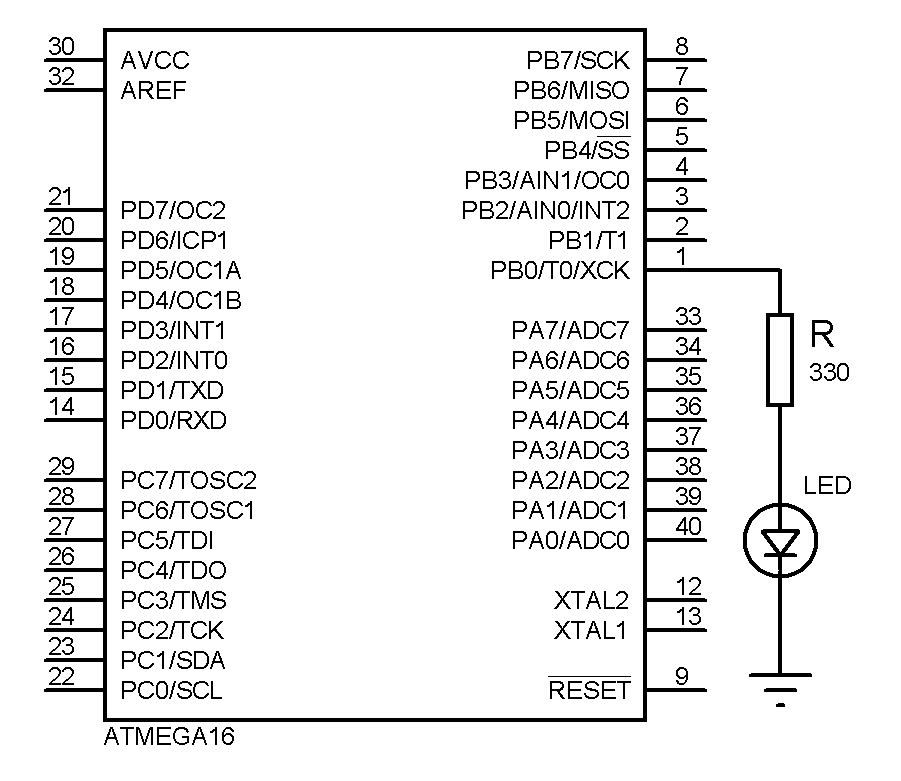 30 AVCC
32 AREF
21 PD7/OC2
20 PD6/ICP1
19 PD5/OC1A
18 PD4/OC1B
17 PD3/INT1
16 PD2/INT0
15 PD1/TXD
14 PD0/RXD
29 PC7/TOSC2
28 PC6/TOSC1
27 PC5/TDI
26 PC4/TDO
25 PC3/TMS
24 PC2/TCK
23 PC1/SDA
22 PC0/SCL
PB7/SCK 8
PB6/MISO 7
PB5/MOSI 6
PB4/SS 5
PB3/AIN1/OC0 4
PB2/AIN0/INT2 3
PB1/T1 2
PB0/T0/XCK 1
PA7/ADC7 33
PA6/ADC6 34
PA5/ADC5 35
PA4/ADC4 36
PA3/ADC3 37
PA2/ADC2 38
PA1/ADC1 39
PA0/ADC0 40
XTAL2 12
XTAL1 13
RESET 9
R
330
LED
ATMEGA16